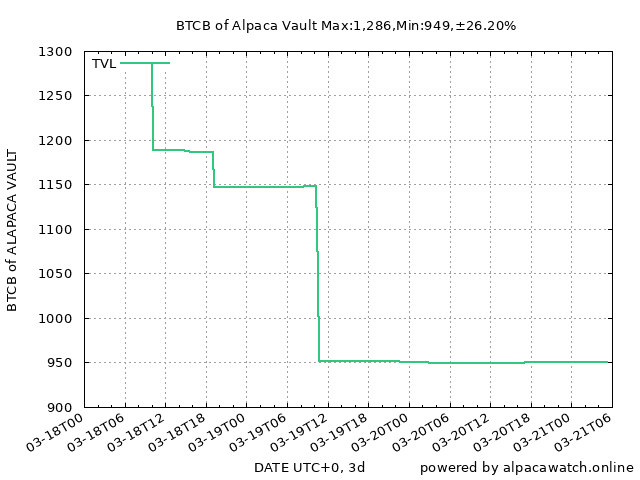 BTCB of Alpaca Vault Max:1,286,Min:949,±26.20%
TVL
BTCB of ALAPACA VAULT
1300
1250
1200
1150
1100
1050
1000
950
900
03-18T00
03-18T06
03-18T12
03-18T18
03-19T00
03-19T06
03-19T12
03-19T18
03-20T00
03-20T06
03-20T12
03-20T18
03-21T00
03-21T06
DATE UTC+0, 3d
powered by alpacawatch.online